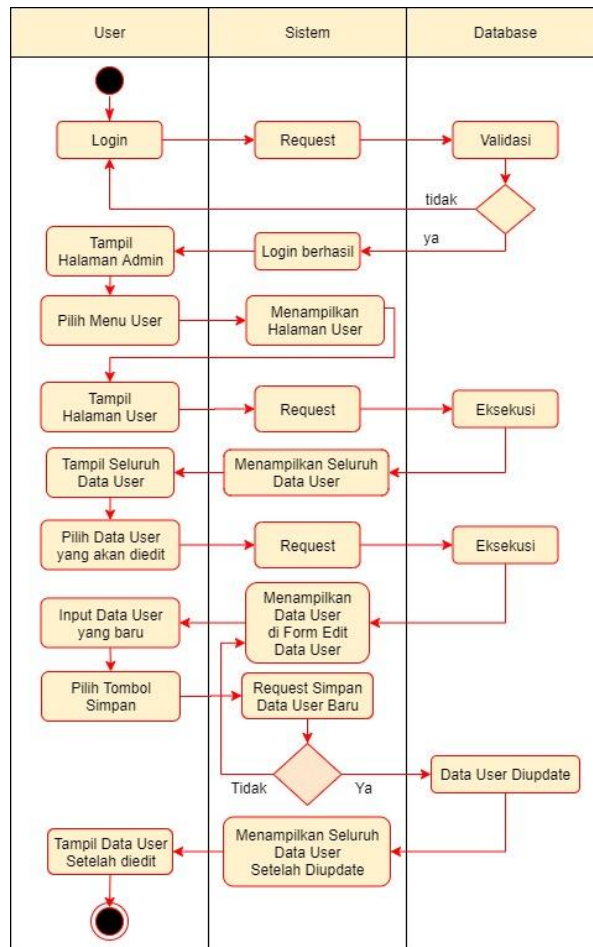 User
Sistem
Database
Login
Request
Validasi
tidak
ya
Tampil
Halaman Admin
Login berhasil
Pilih Menu User
Menampilkan
Halaman User
Tampil
Halaman User
Request
Eksekusi
Tampil Seluruh
Data User
Menampilkan Seluruh
Data User
Pilih Data User
yang akan diedit
Request
Eksekusi
Input Data User
yang baru
Menampilkan
Data User
di Form Edit
Data User
Pilih Tombol
Simpan
Request Simpan
Data User Baru
Tidak
Ya
Data User Diupdate
Tampil Data User
Setelah diedit
Menampilkan Seluruh
Data User
Setelah Diupdate